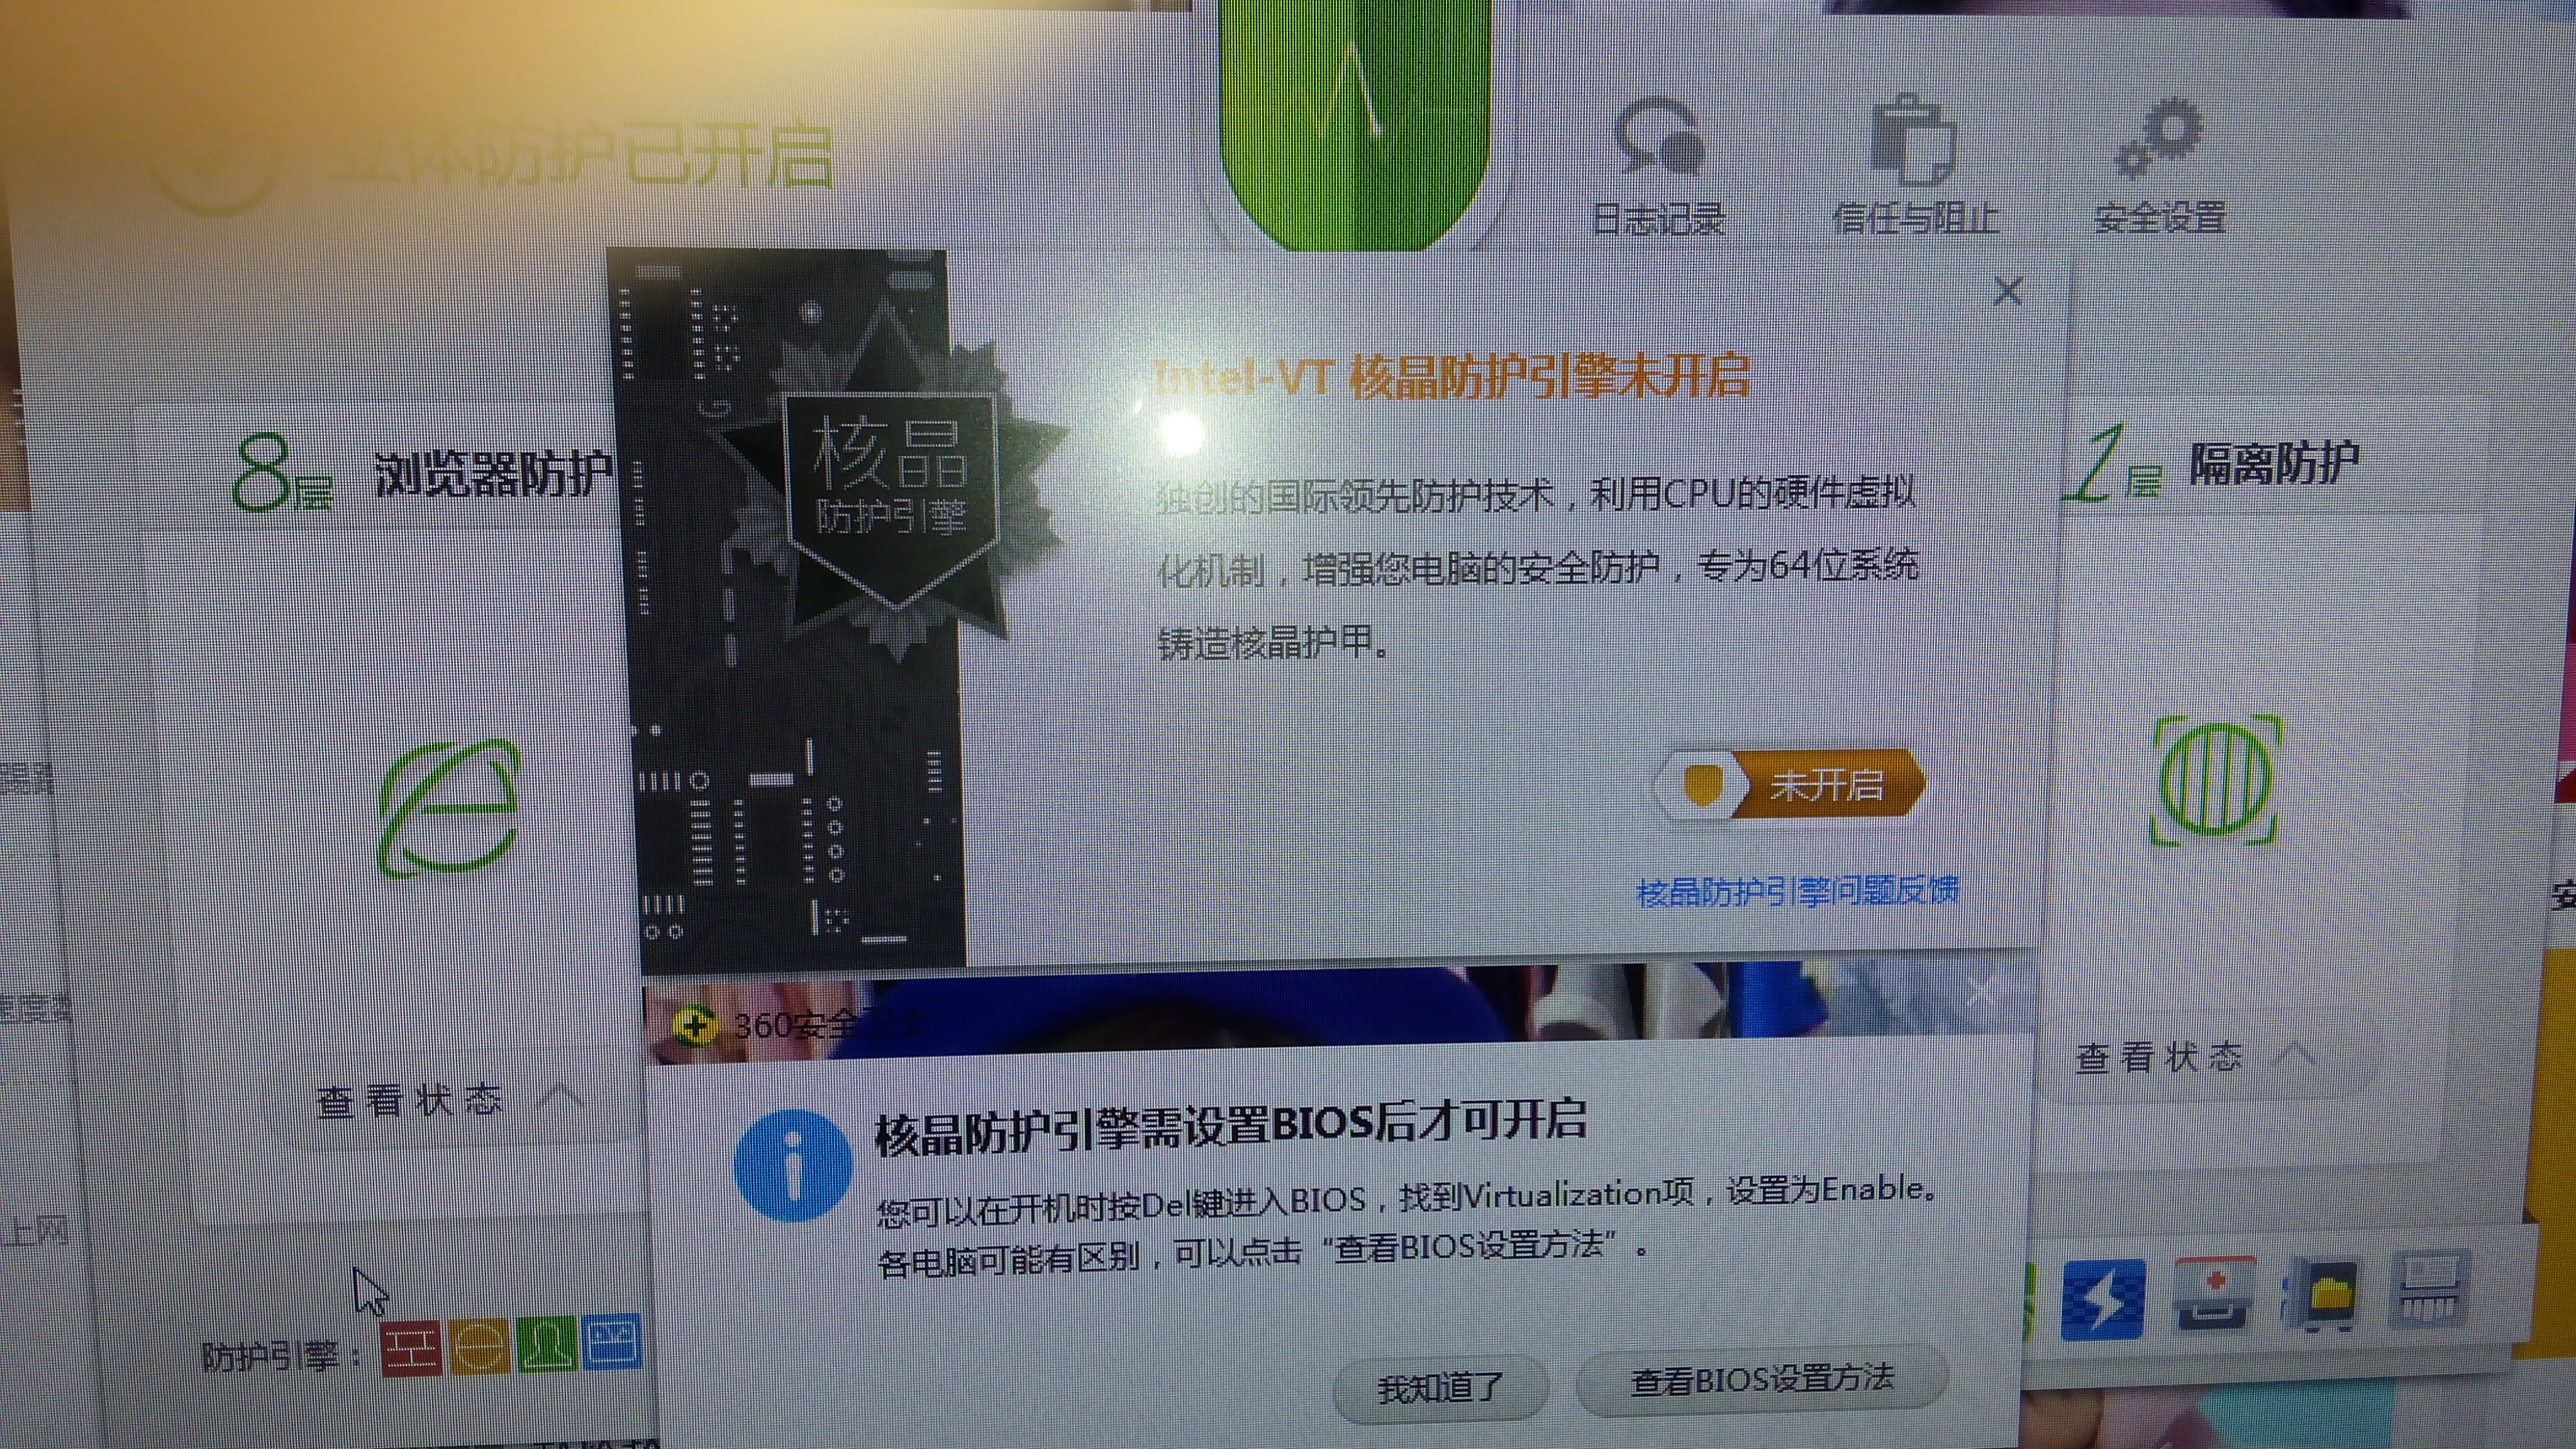 立体防护已开启
日志记录
信任与阻止
安全设置
Intel-VT 核晶防护引擎未开启
核晶
防护引擎
独创的国际领先防护技术，利用CPU的硬件虚拟
化机制，增强您电脑的安全防护，专为64位系统
铸造核晶护甲。
未开启
核晶防护引擎问题反馈
8层 浏览器防护
1层 隔离防护
查看状态
查看状态
360安全卫士
核晶防护引擎需设置BIOS后才可开启
您可以在开机时按Del键进入BIOS，找到Virtualization项，设置为Enable。
各电脑可能有区别，可以点击“查看BIOS设置方法”。
我知道了
查看BIOS设置方法
上网
防护引擎：
安